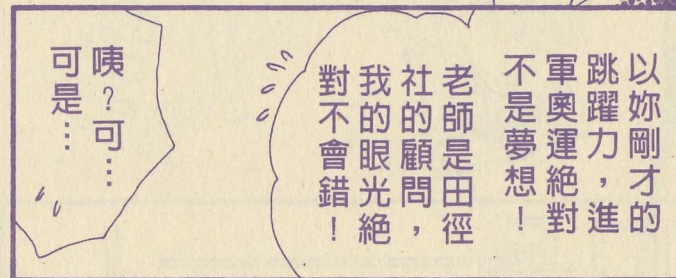 以妳剛才的
跳躍力，進
軍奧運絕對
不是夢想！
老師是田徑
社的顧問，
我的眼光絕
對不會錯！
咦？可…
可是…